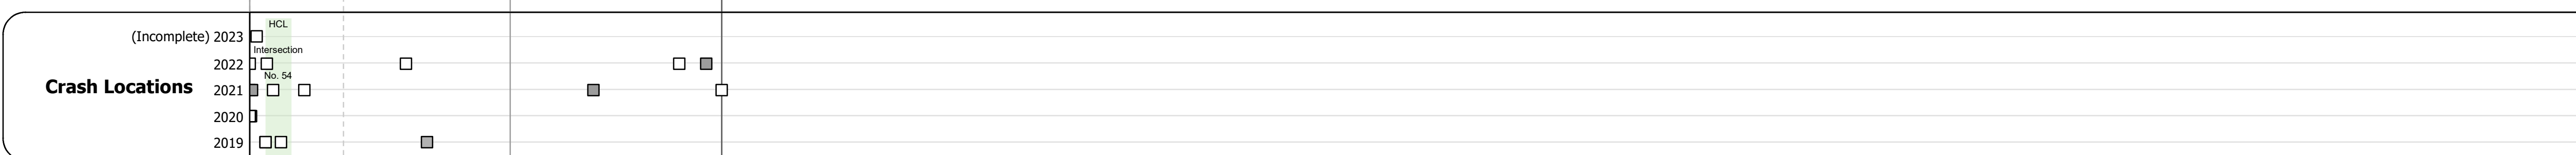 HCL
(Incomplete) 2023
Intersection
2022
No. 54
Crash Locations
2021
2020
2019